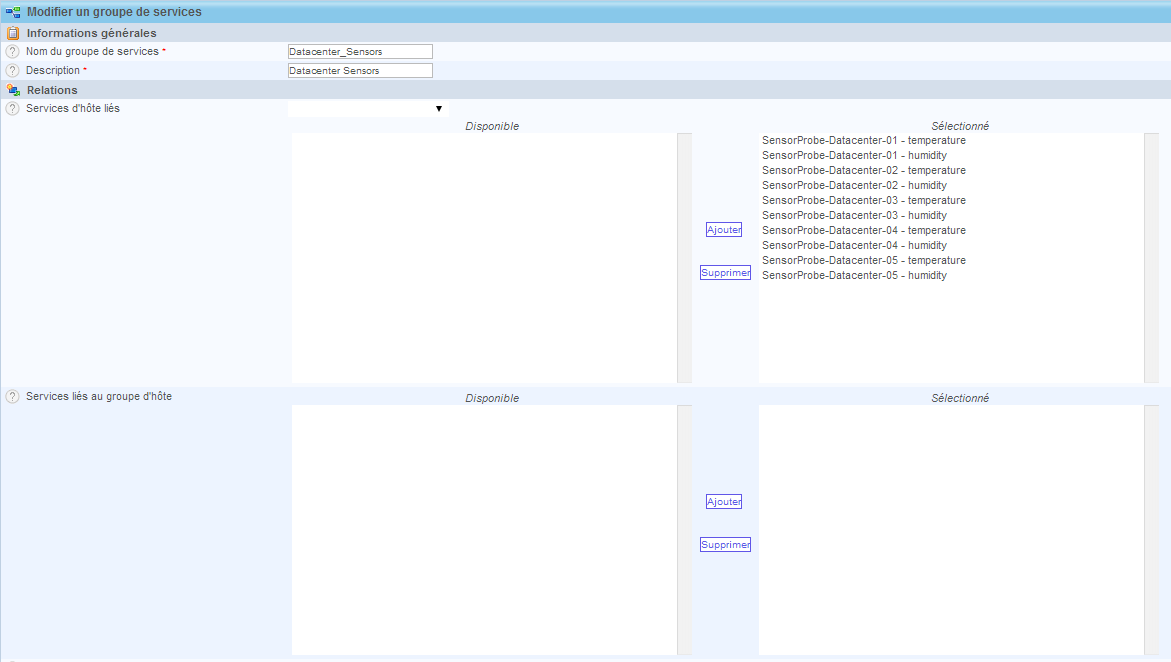 Modifier un groupe de services
Informations générales
? Nom du groupe de services * Datacenter_Sensors
? Description * Datacenter Sensors
Relations
? Services d'hôte liés
Disponible Sélectionné
SensorProbe-Datacenter-01 - temperature
SensorProbe-Datacenter-01 - humidity
SensorProbe-Datacenter-02 - temperature
SensorProbe-Datacenter-02 - humidity
SensorProbe-Datacenter-03 - temperature
SensorProbe-Datacenter-03 - humidity
Ajouter SensorProbe-Datacenter-04 - temperature
SensorProbe-Datacenter-04 - humidity
SensorProbe-Datacenter-05 - temperature
Supprimer SensorProbe-Datacenter-05 - humidity
? Services liés au groupe d'hôte
Disponible Sélectionné
Ajouter
Supprimer